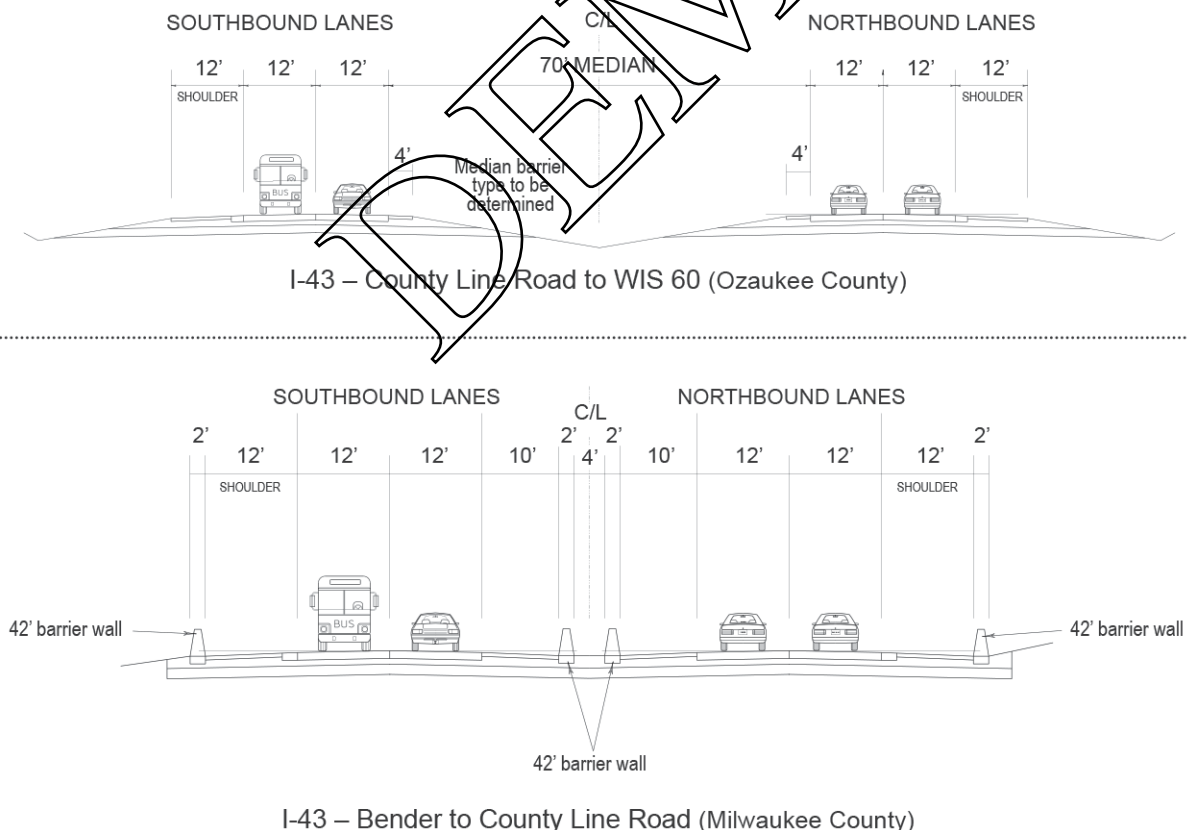 SOUTHBOUND LANES C/L NORTHBOUND LANES
12' 12' 12' 70' MEDIAN 12' 12' 12'
SHOULDER SHOULDER
4' 4'
Median barrier
type to be
determined
BUS
I-43 – County Line Road to WIS 60 (Ozaukee County)
SOUTHBOUND LANES NORTHBOUND LANES
C/L
2' 2' 2' 2'
12' 12' 12' 10' 4' 10' 12' 12' 12'
SHOULDER SHOULDER
BUS
42' barrier wall 42' barrier wall
42' barrier wall
I-43 – Bender to County Line Road (Milwaukee County)